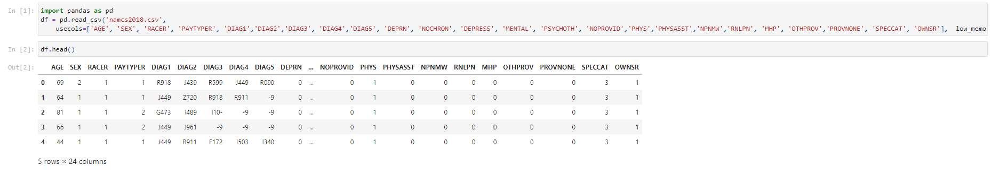 In [1]: import pandas as pd
df = pd.read_csv('namcs2018.csv',
usecols=['AGE', 'SEX', 'RACER', 'PAYTYPER', 'DIAG1','DIAG2','DIAG3', 'DIAG4','DIAG5', 'DEPRN', 'NOCHRON', 'DEPRESS', 'MENTAL', 'PSYCHOTH', 'NOPROVID','PHYS','PHYSASST','NPNMW','RNLPN', 'MHP', 'OTHPROV','PROVNONE', 'SPECCAT', 'OWNSR'], low_memor
In [2]: df.head()
Out[2]: AGE SEX RACER PAYTYPER DIAG1 DIAG2 DIAG3 DIAG4 DIAG5 DEPRN ... NOPROVID PHYS PHYSASST NPNMW RNLPN MHP OTHPROV PROVNONE SPECCAT OWNSR
0 69 2 1 1 R918 J439 R599 J449 R090 0 ... 0 1 0 0 0 0 0 0 3 1
1 64 1 1 1 J449 Z720 R918 R911 -9 0 ... 0 1 0 0 0 0 0 0 3 1
2 81 1 1 2 G473 I489 I10- -9 -9 0 ... 0 1 0 0 0 0 0 0 3 1
3 66 1 1 2 J449 J961 -9 -9 -9 0 ... 0 1 0 0 0 0 0 0 3 1
4 44 1 1 1 J449 R911 F172 I503 I340 0 ... 0 1 0 0 0 0 0 0 3 1
5 rows × 24 columns